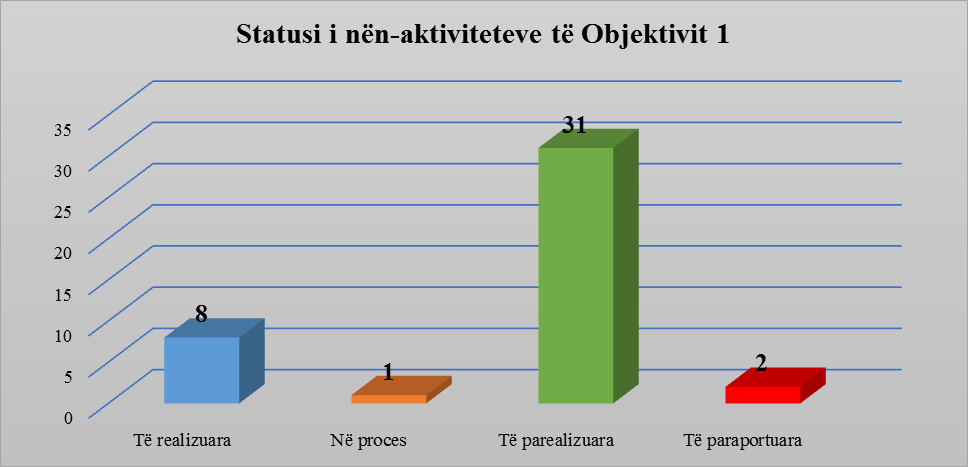 Statusi i nën-aktiviteteve të Objektivit 1
35
30
25
20
15
10
5
0
8
1
31
2
Të realizuara
Në proces
Të parealizuara
Të paraportuara